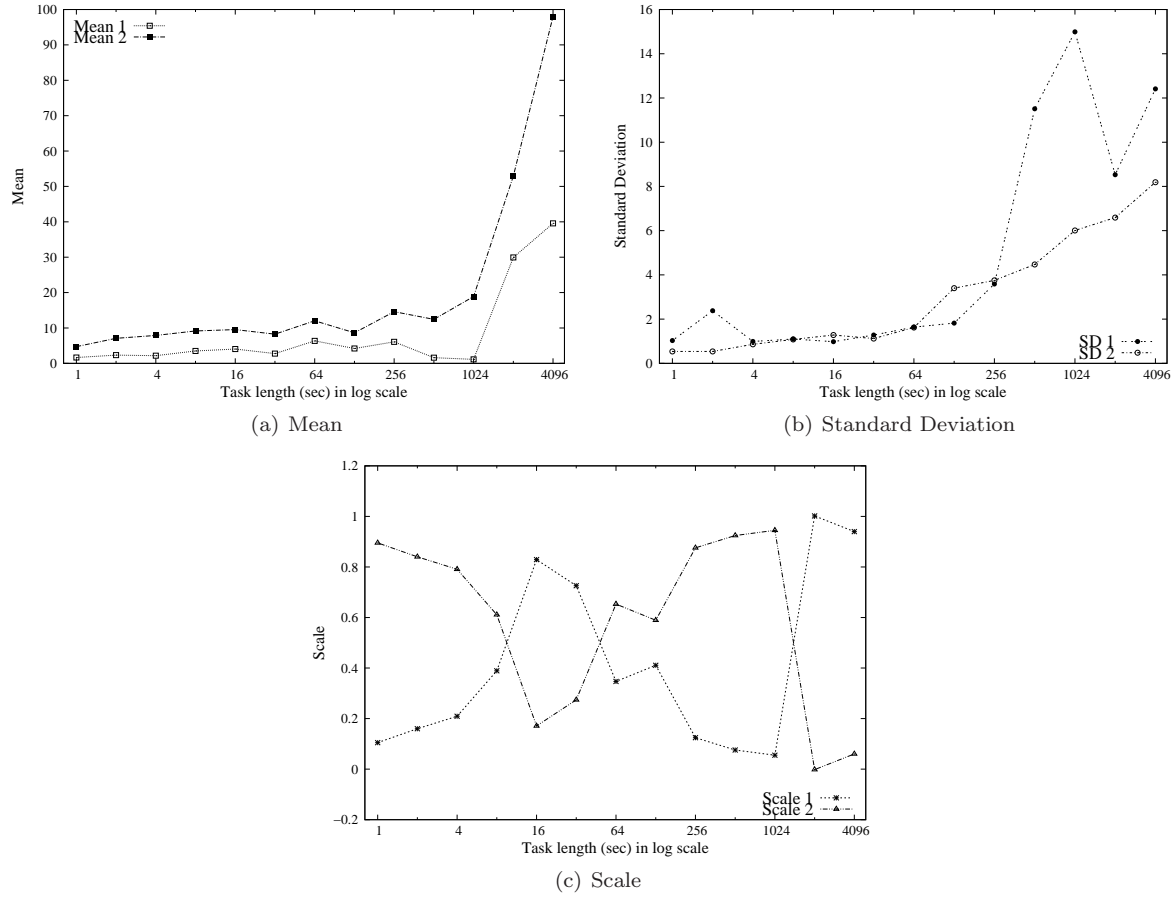 100
90
80
70
60
50
40
30
20
10
0
Mean
Mean 1
Mean 2
1 4 16 64 256 1024 4096
Task length (sec) in log scale
(a) Mean
16
14
12
10
8
6
4
2
0
Standard Deviation
SD 1
SD 2
1 4 16 64 256 1024 4096
Task length (sec) in log scale
(b) Standard Deviation
1.2
1
0.8
0.6
0.4
0.2
0
−0.2
Scale
Scale 1
Scale 2
1 4 16 64 256 1024 4096
Task length (sec) in log scale
(c) Scale